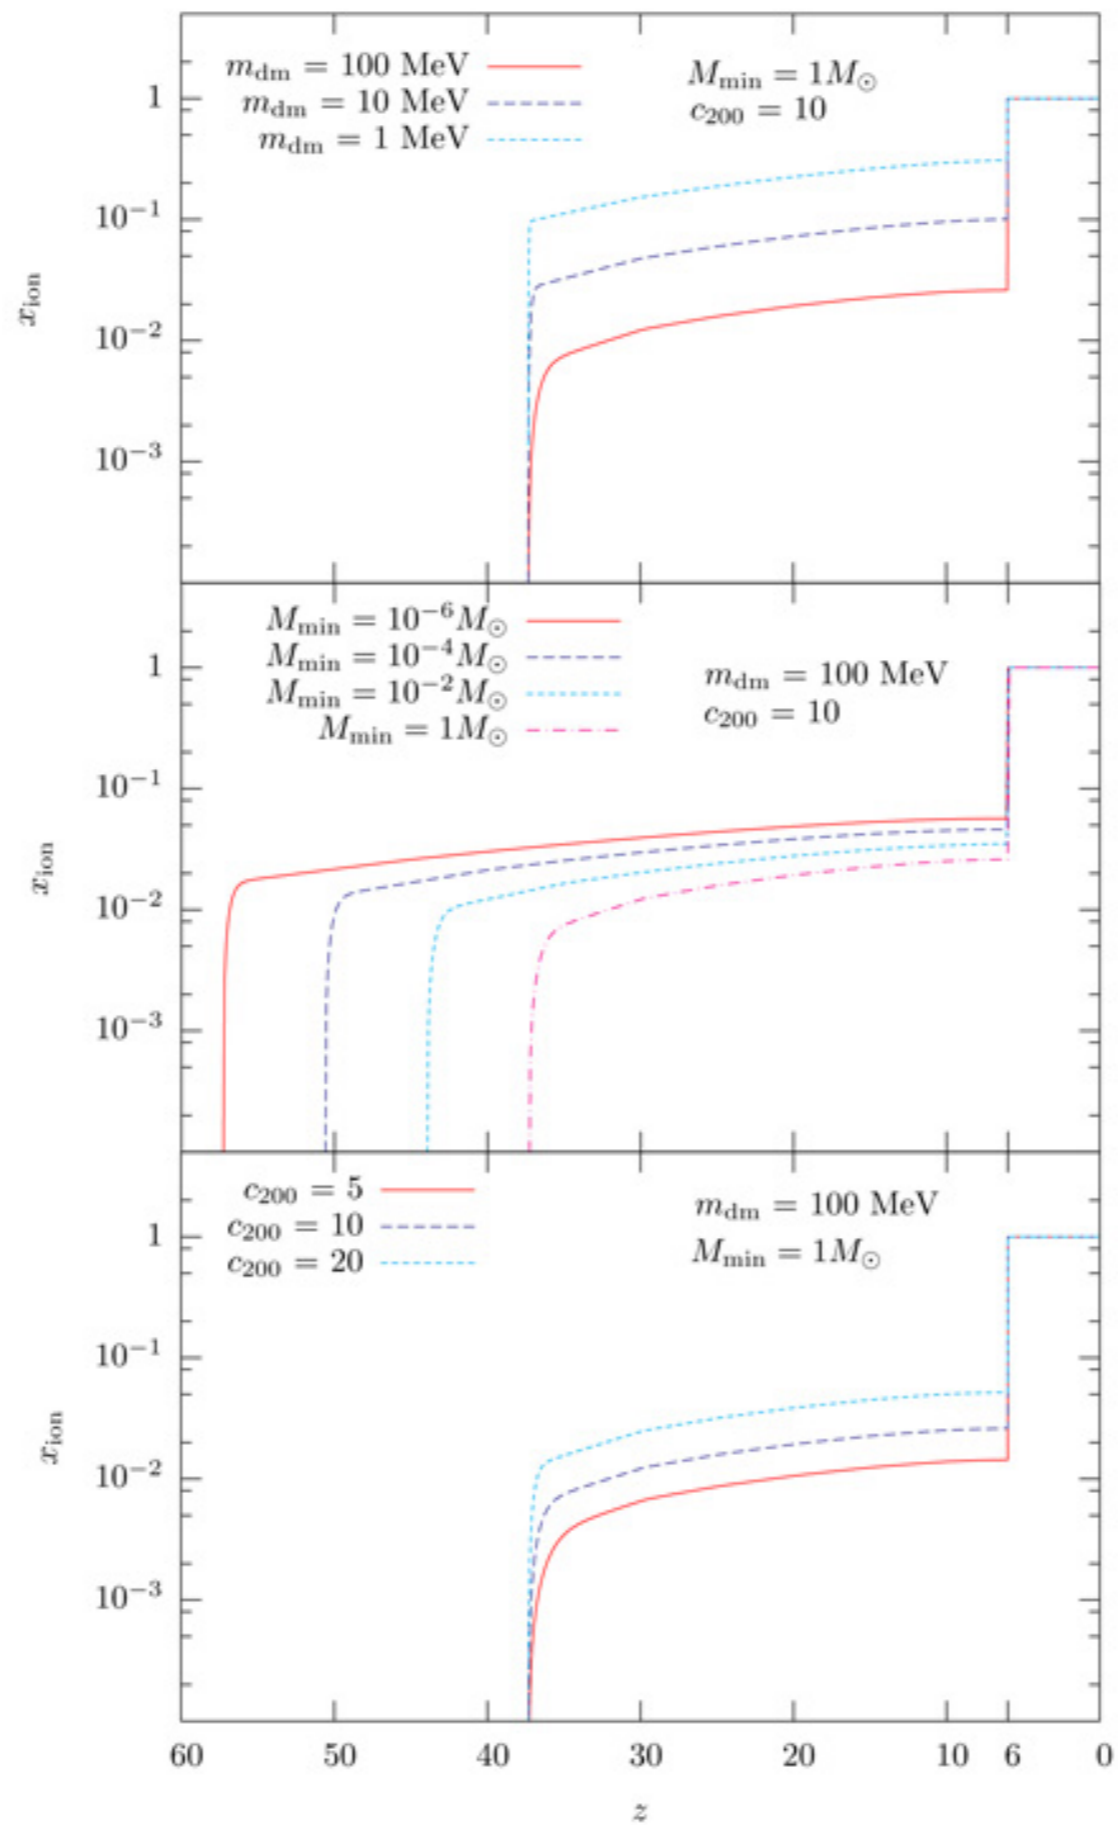 m_dm = 100 MeV
m_dm = 10 MeV
m_dm = 1 MeV
M_min = 1M_⊙
c_200 = 10
1
10^−1
10^−2
10^−3
x_ion
M_min = 10^−6 M_⊙
M_min = 10^−4 M_⊙
M_min = 10^−2 M_⊙
M_min = 1M_⊙
m_dm = 100 MeV
c_200 = 10
1
10^−1
10^−2
10^−3
x_ion
c_200 = 5
c_200 = 10
c_200 = 20
m_dm = 100 MeV
M_min = 1M_⊙
1
10^−1
10^−2
10^−3
x_ion
60 50 40 30 20 10 6 0
z